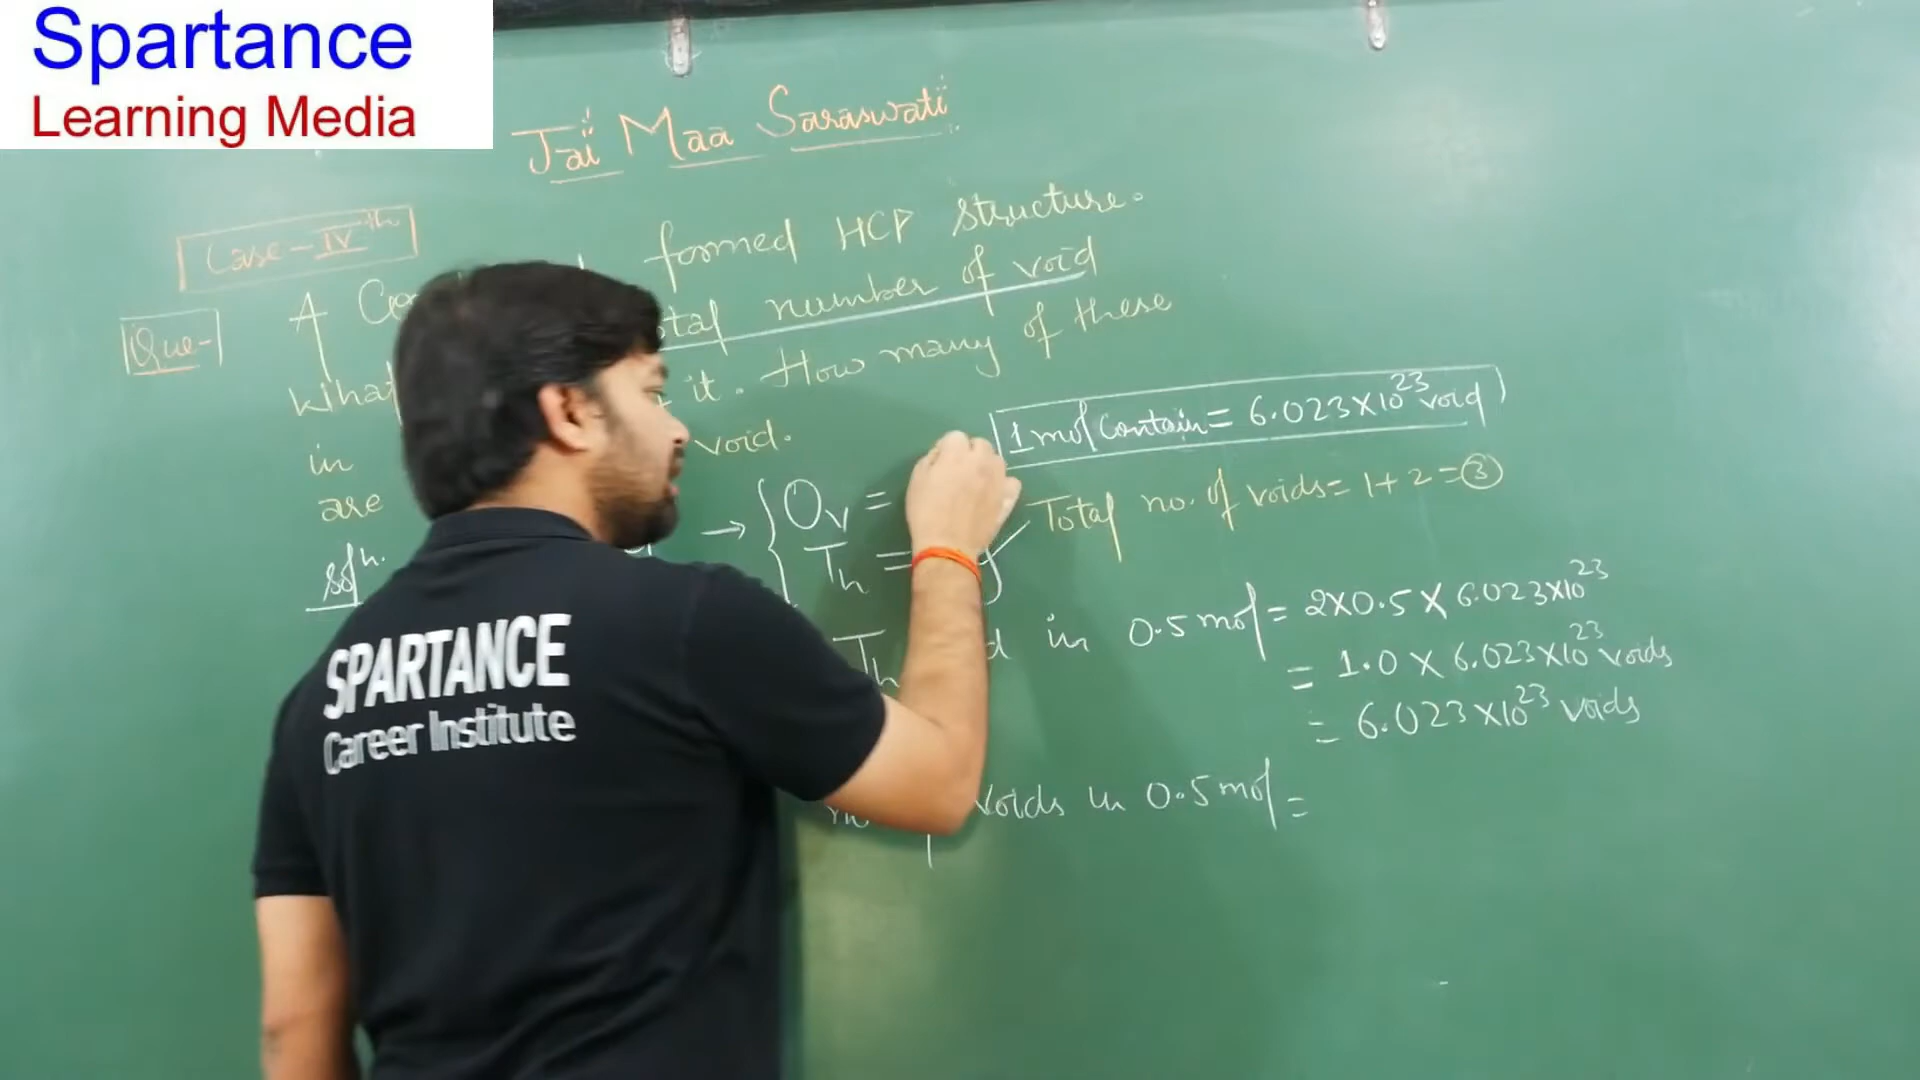 Spartance
Learning Media
Jai Maa Saraswati
Case-IVth
Que-
A formed HCP structure.
number of void
What it. How many of these
in void.
are
1 mol Contain = 6.023×10²³ void
Total no. of voids = 1+2 = 3
→ { Ov =
Th =
Soln.
in 0.5 mol = 2×0.5 × 6.023×10²³
= 1.0 × 6.023×10²³ voids
= 6.023×10²³ voids
Voids in 0.5 mol =
SPARTANCE
Career Institute